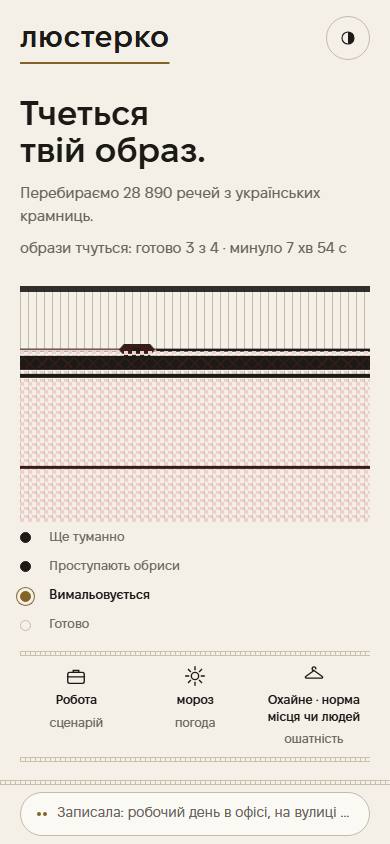 люстерко
Тчеться
твій образ.
Перебираємо 28 890 речей з українських
крамниць.
образи тчуться: готово 3 з 4 · минуло 7 хв 54 с
Ще туманно
Проступають обриси
Вимальовується
Готово
Робота
сценарій
мороз
погода
Охайне · норма
місця чи людей
ошатність
Записала: робочий день в офісі, на вулиці ...